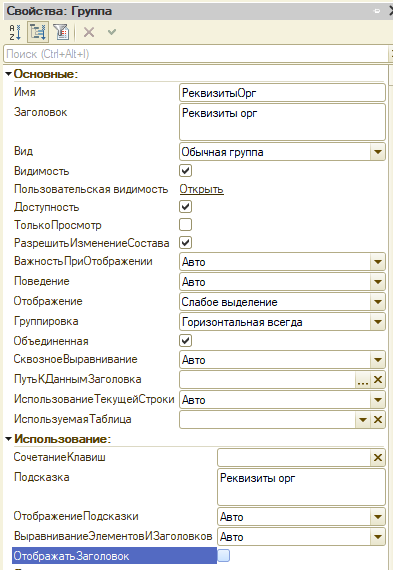 Свойства: Группа
Поиск (Ctrl+Alt+I)
Основные:
Имя РеквизитыОрг
Заголовок Реквизиты орг
Вид Обычная группа
Видимость
Пользовательская видимость Открыть
Доступность
ТолькоПросмотр
РазрешитьИзменениеСостава
ВажностьПриОтображении Авто
Поведение Авто
Отображение Слабое выделение
Группировка Горизонтальная всегда
Объединенная
СквозноеВыравнивание Авто
ПутьКДаннымЗаголовка ...
ИспользованиеТекущейСтроки Авто
ИспользуемаяТаблица
Использование:
СочетаниеКлавиш
Подсказка Реквизиты орг
ОтображениеПодсказки Авто
ВыравниваниеЭлементовИЗаголовков Авто
ОтображатьЗаголовок